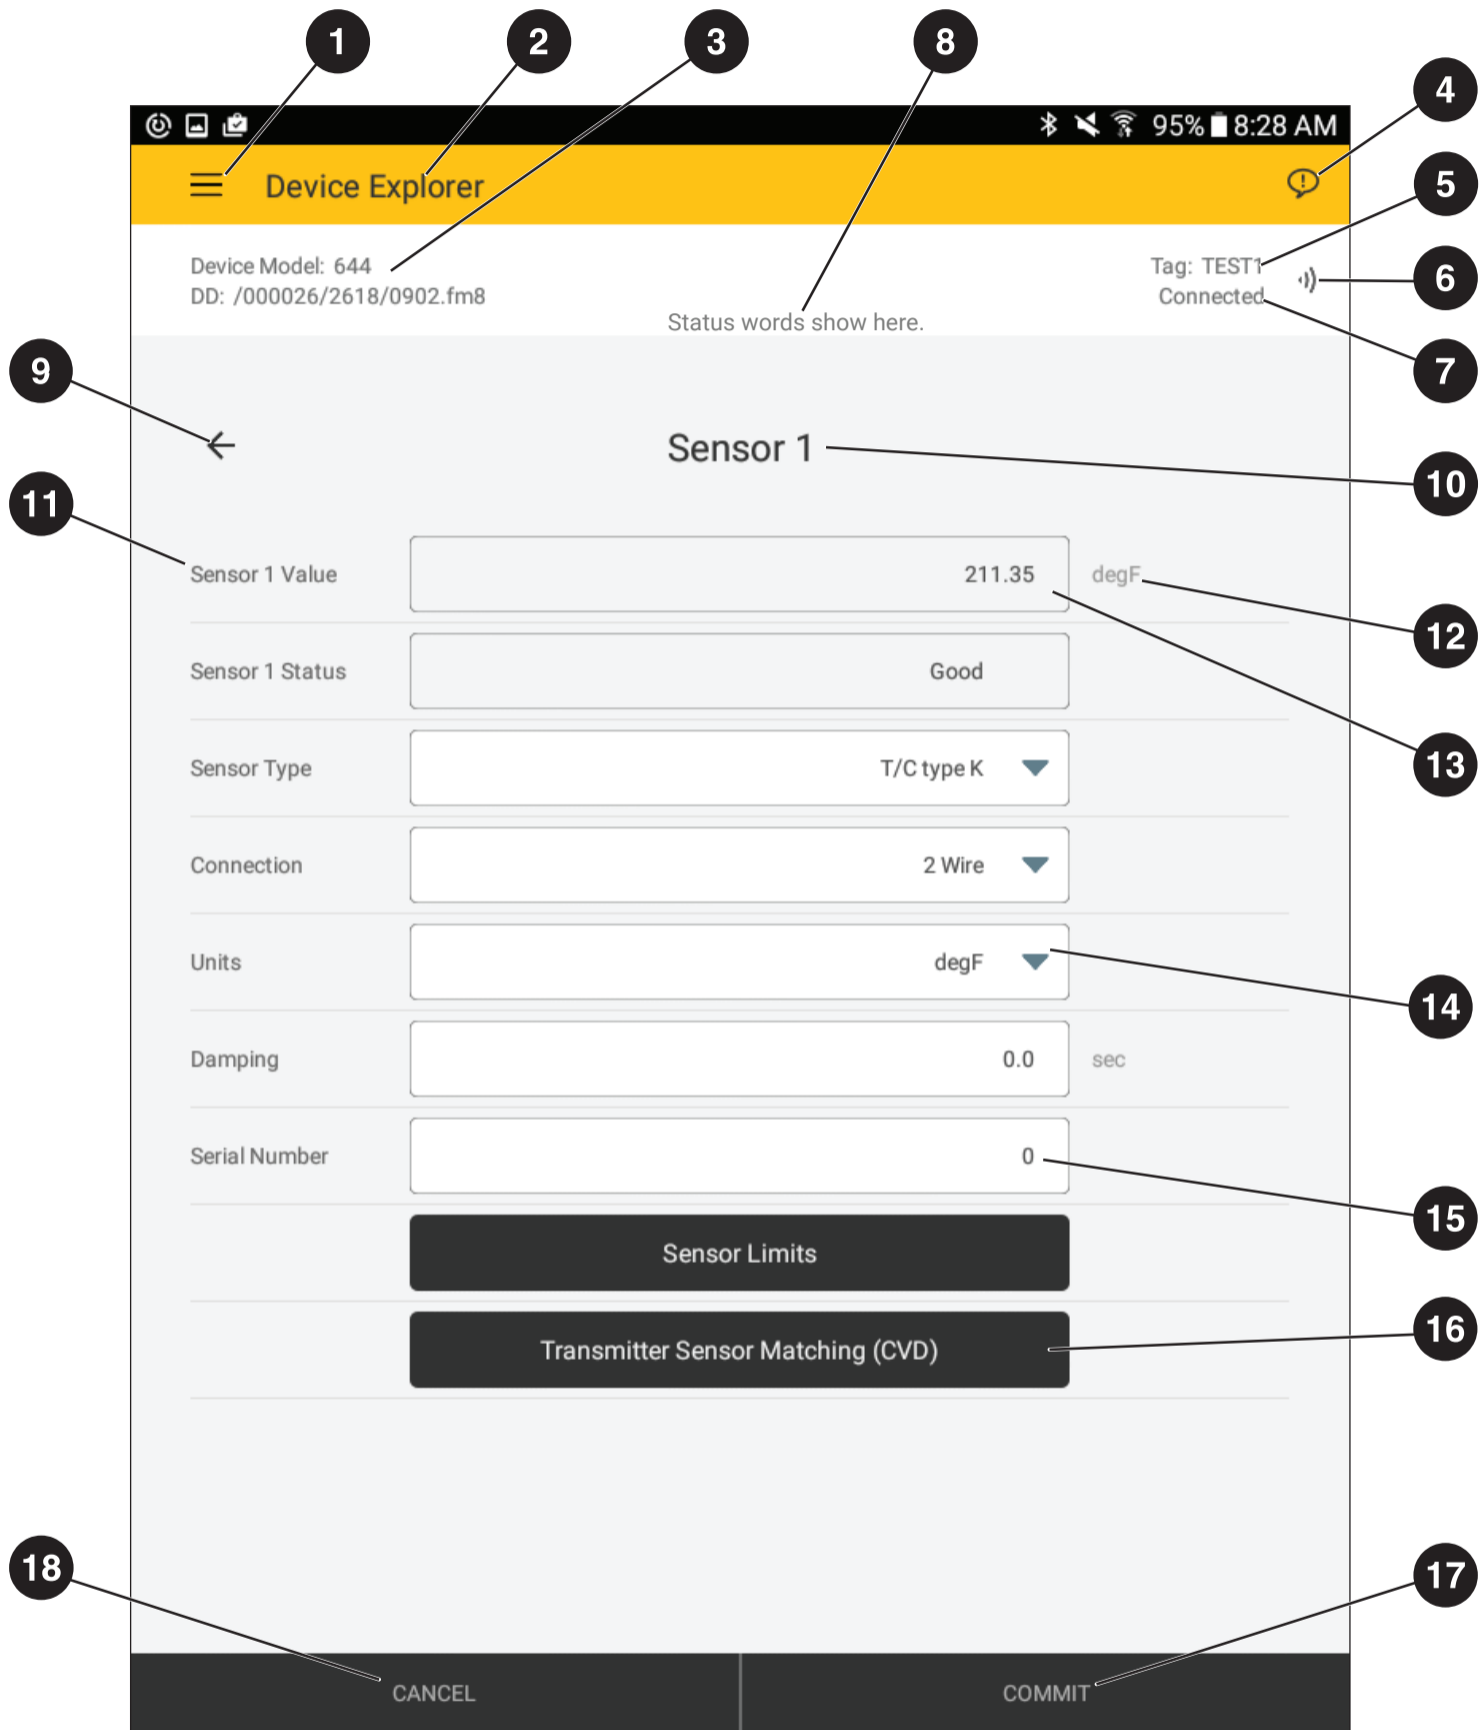 1 2 3 8
4
95% 8:28 AM
Device Explorer
5
Device Model: 644
Tag: TEST1
6
DD: /000026/2618/0902.fm8
Connected
Status words show here.
7
9
Sensor 1
10
11
Sensor 1 Value 211.35 degF
12
Sensor 1 Status Good
13
Sensor Type T/C type K
Connection 2 Wire
Units degF
14
Damping 0.0 sec
Serial Number 0
15
Sensor Limits
16
Transmitter Sensor Matching (CVD)
18
17
CANCEL COMMIT